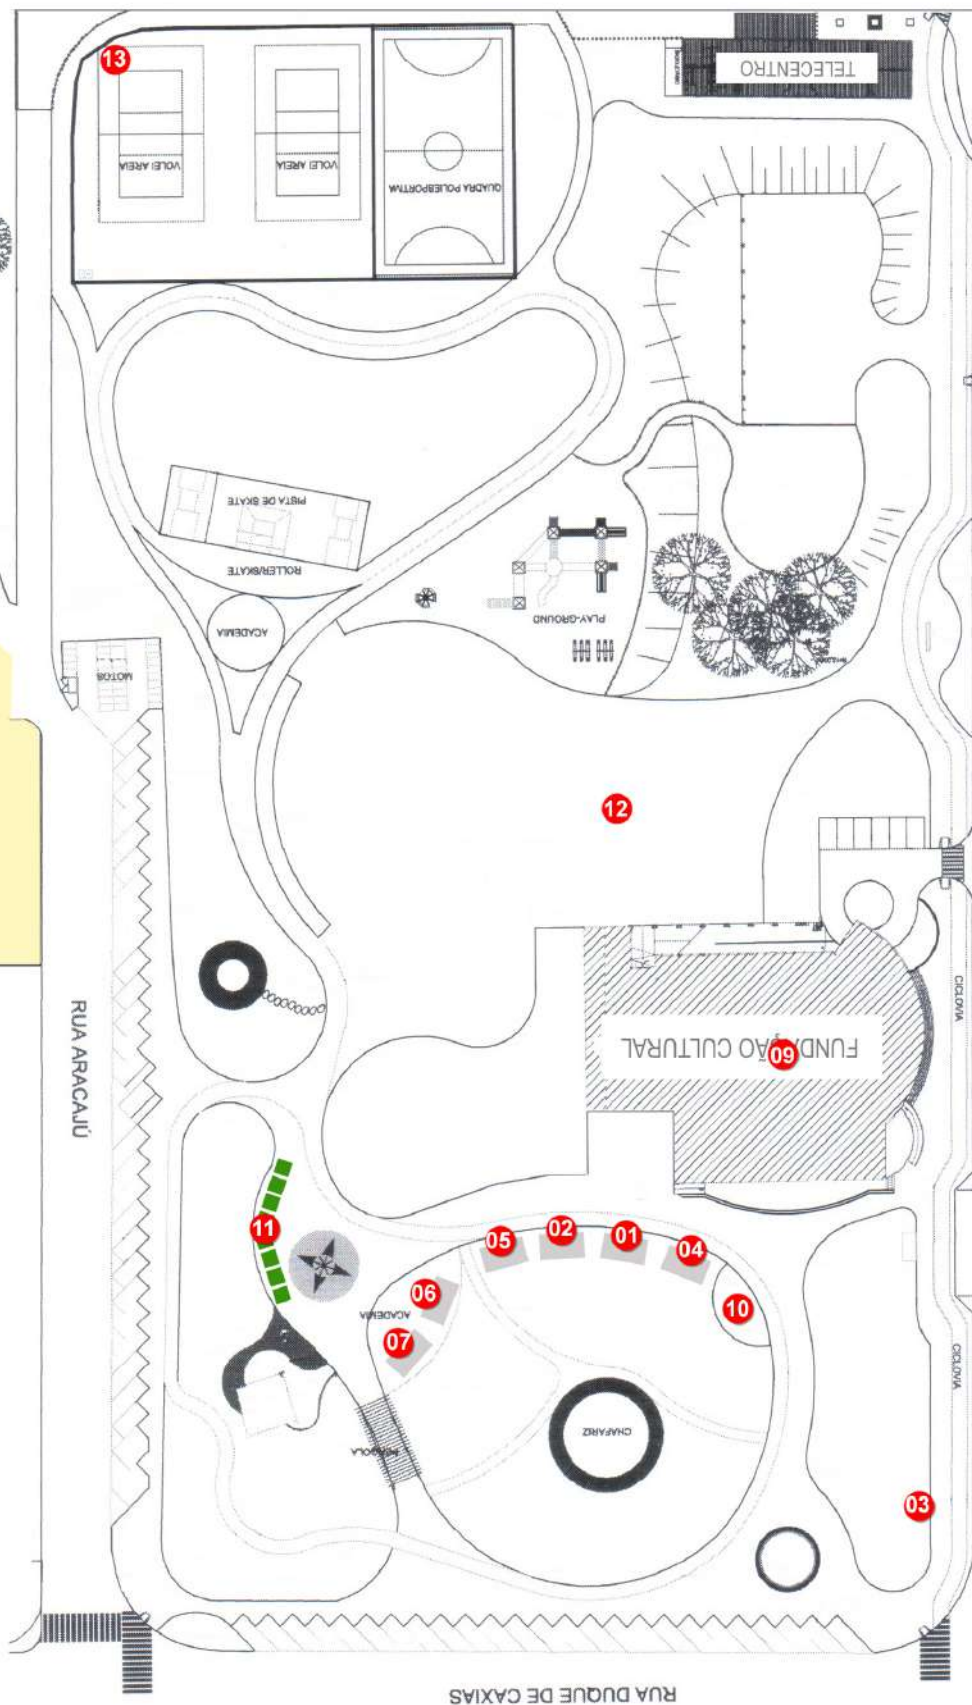 13
TELECENTRO
VOLEI AREIA
VOLEI AREIA
QUADRA POLIESPORTIVA
PISTA DE SKATE
ROLLER/SKATE
ACADEMIA
PLAY-GROUND
MOTOS
12
RUA ARACAJÚ
CICLOVIA
FUNDAÇÃO CULTURAL
09
11
05
02
01
04
06
10
ACADEMIA
07
CICLOVIA
CHAFARIZ
PÉRGOLA
03
RUA DUQUE DE CAXIAS